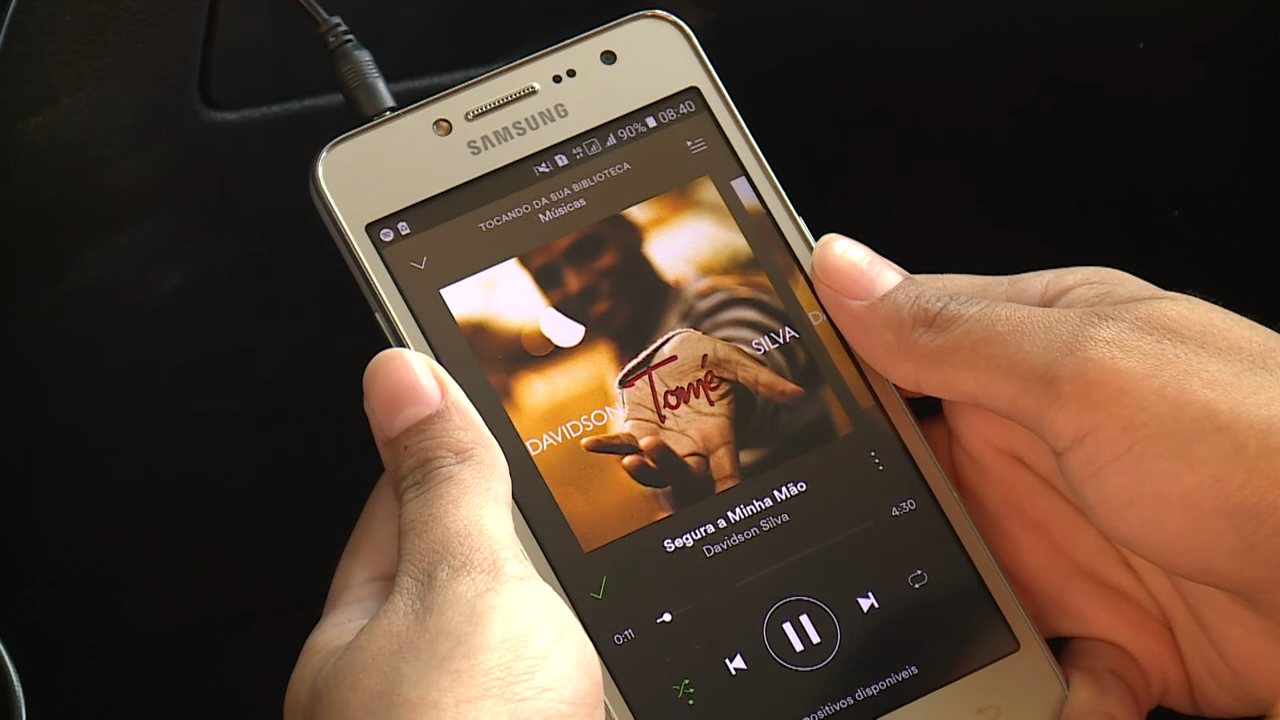 SAMSUNG
4G 90% 08:40
TOCANDO DA SUA BIBLIOTECA
Músicas
DAVIDSON SILVA
Tomé
Segura a Minha Mão
Davidson Silva
0:11 4:30
disponíveis